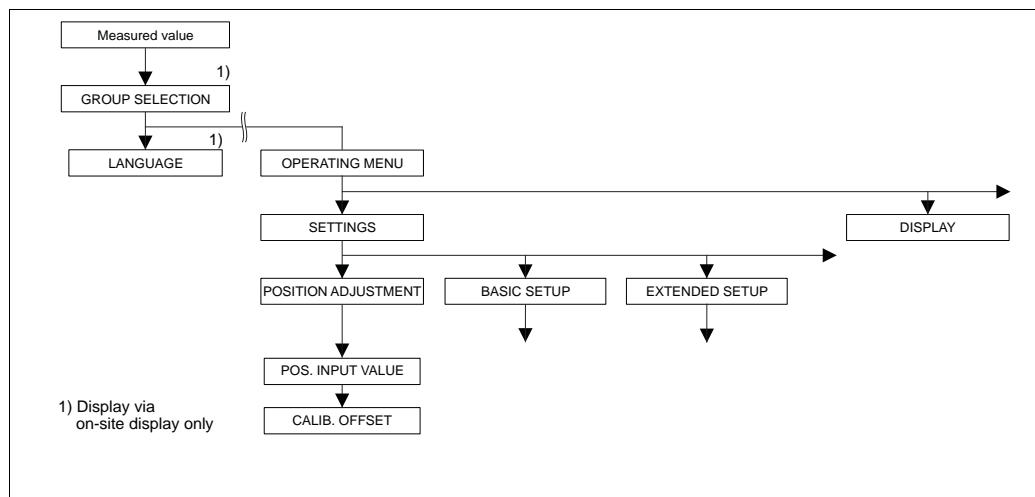 Measured value
1)
GROUP SELECTION
1)
LANGUAGE
OPERATING MENU
SETTINGS
DISPLAY
POSITION ADJUSTMENT
BASIC SETUP
EXTENDED SETUP
POS. INPUT VALUE
CALIB. OFFSET
1) Display via
on-site display only